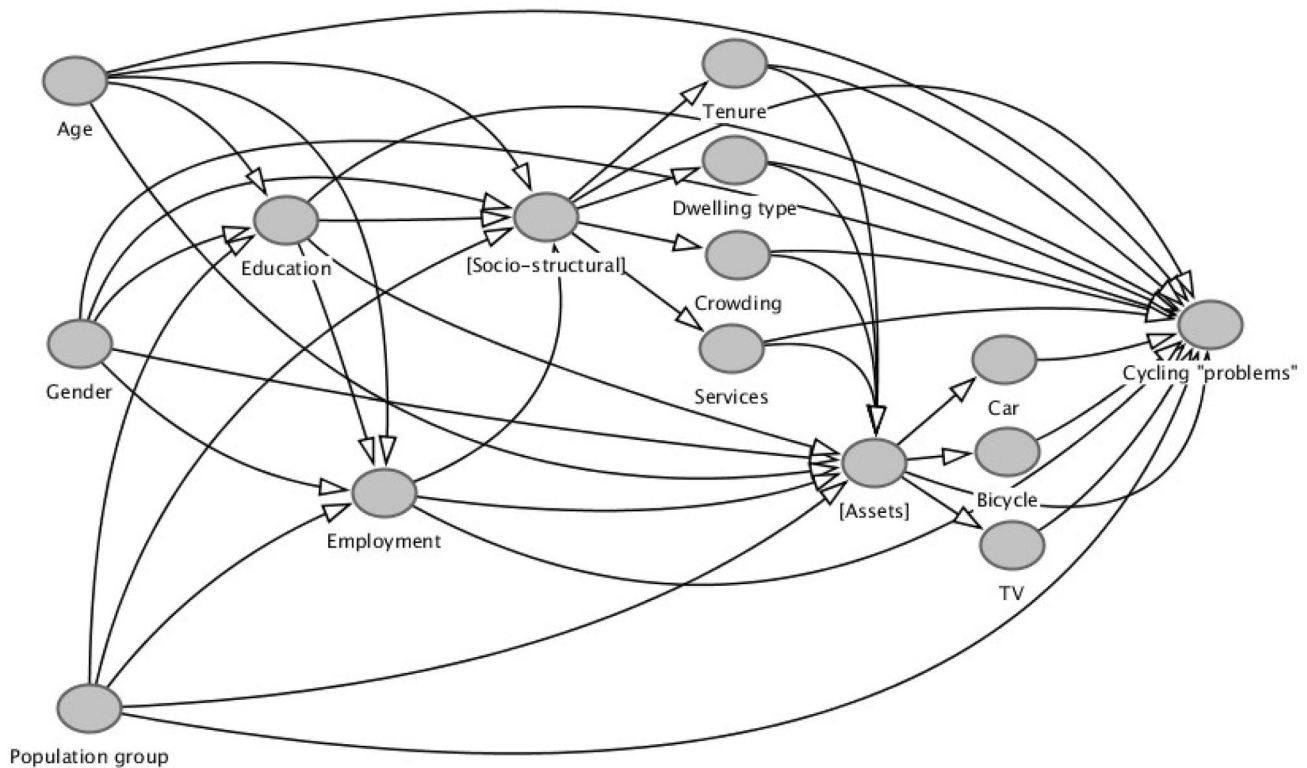 Age
Tenure
Dwelling type
Education
[Socio-structural]
Crowding
Gender
Services
Cycling "problems"
Car
Bicycle
[Assets]
Employment
TV
Population group